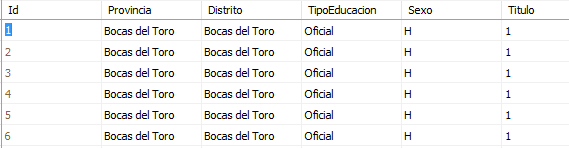 Id Provincia Distrito TipoEducacion Sexo Titulo
1 Bocas del Toro Bocas del Toro Oficial H 1
2 Bocas del Toro Bocas del Toro Oficial H 1
3 Bocas del Toro Bocas del Toro Oficial H 1
4 Bocas del Toro Bocas del Toro Oficial H 1
5 Bocas del Toro Bocas del Toro Oficial H 1
6 Bocas del Toro Bocas del Toro Oficial H 1